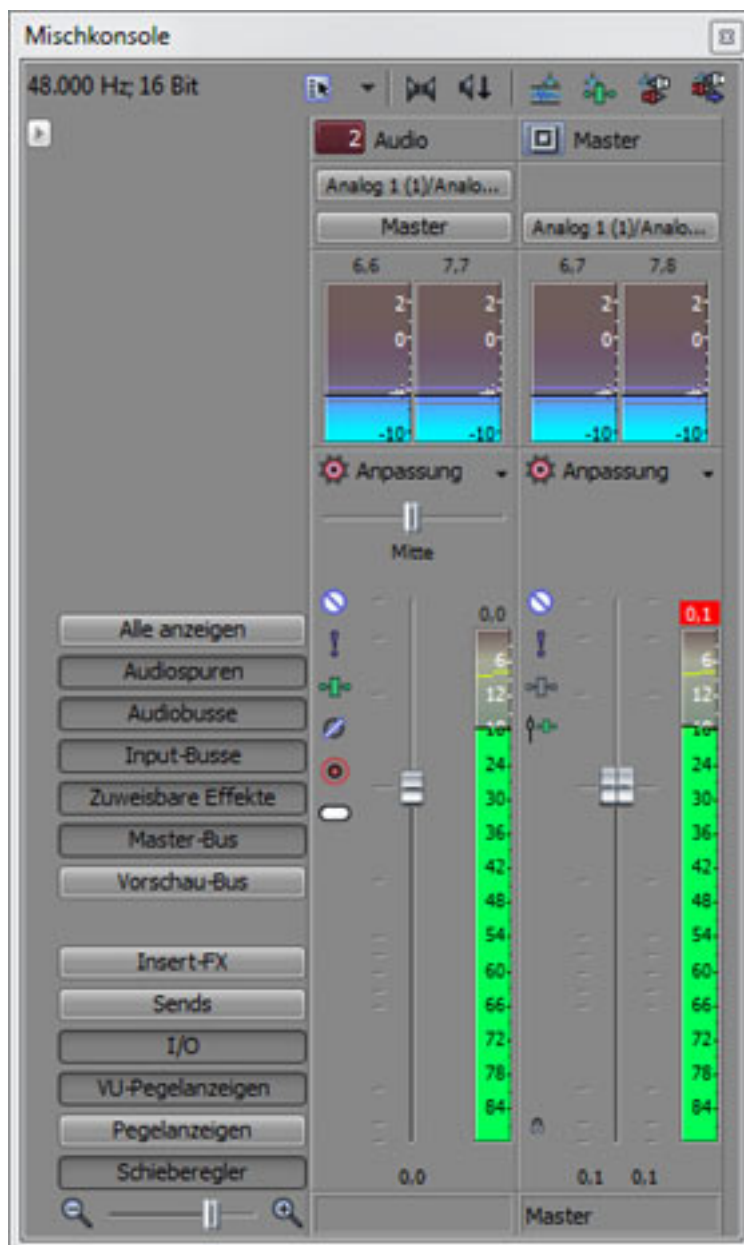 Mischkonsole
48.000 Hz; 16 Bit
2 Audio
Master
Analog 1 (1)/Analo...
Master
Analog 1 (1)/Analo...
6,6 7,7
6,7 7,8
2 2 2 2
0 0 0 0
-10 -10 -10 -10
Anpassung
Anpassung
Mitte
0,0
0,1
Alle anzeigen
Audiospuren
Audiobusse
Input-Busse
Zuweisbare Effekte
Master-Bus
Vorschau-Bus
Insert-FX
Sends
I/O
VU-Pegelanzeigen
Pegelanzeigen
Schieberegler
6 6
12 12
18 18
24 24
30 30
36 36
42 42
48 48
54 54
60 60
66 66
72 72
78 78
84 84
0,0
0,1 0,1
Master